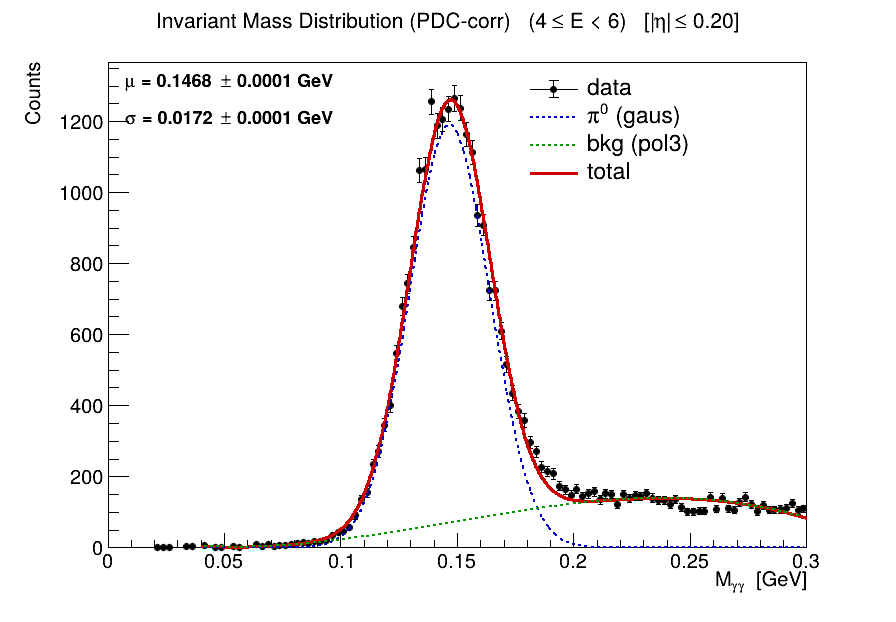 Invariant Mass Distribution (PDC-corr) (4 ≤ E < 6) [|η| ≤ 0.20]
Counts
μ = 0.1468 ± 0.0001 GeV
σ = 0.0172 ± 0.0001 GeV
data
π⁰ (gaus)
bkg (pol3)
total
1200
1000
800
600
400
200
0
0 0.05 0.1 0.15 0.2 0.25 0.3
Mγγ [GeV]